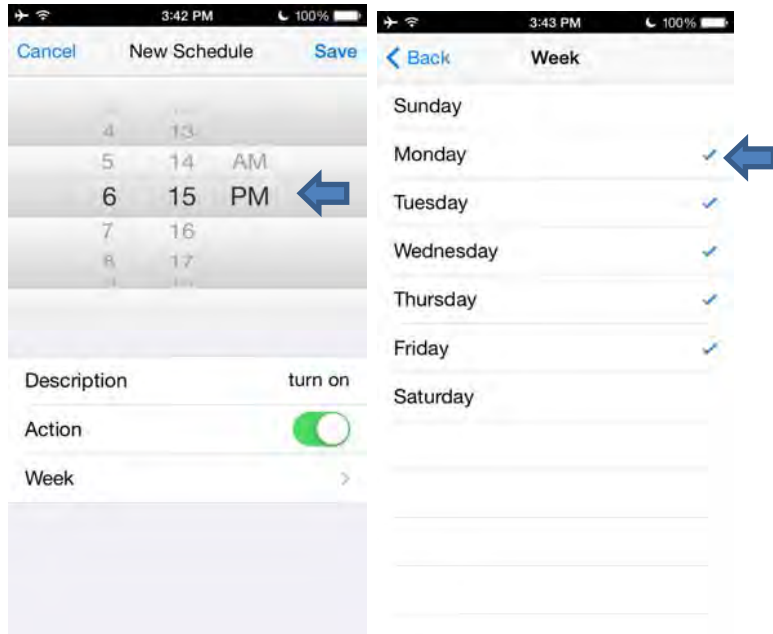 3:42 PM 100%
Cancel New Schedule Save
4 13
5 14 AM
6 15 PM
7 16
8 17
Description turn on
Action
Week
3:43 PM 100%
Back Week
Sunday
Monday
Tuesday
Wednesday
Thursday
Friday
Saturday